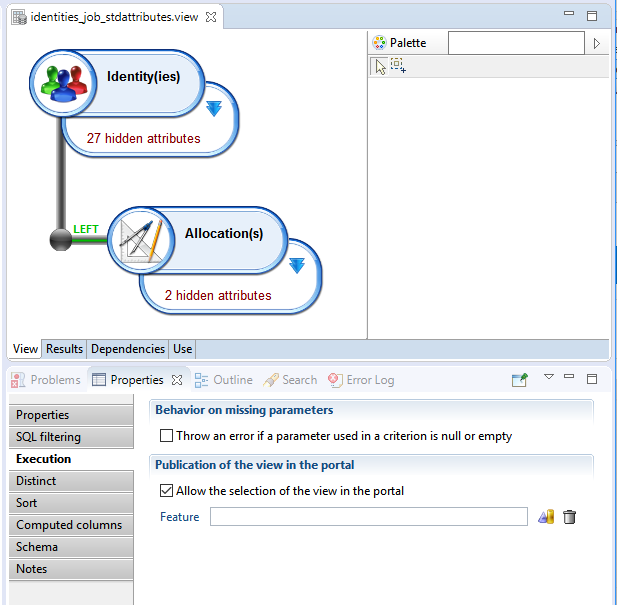 identities_job_stdattributes.view
Palette
Identity(ies)
27 hidden attributes
LEFT
Allocation(s)
2 hidden attributes
View Results Dependencies Use
Problems Properties Outline Search Error Log
Properties
SQL filtering
Execution
Distinct
Sort
Computed columns
Schema
Notes
Behavior on missing parameters
Throw an error if a parameter used in a criterion is null or empty
Publication of the view in the portal
Allow the selection of the view in the portal
Feature